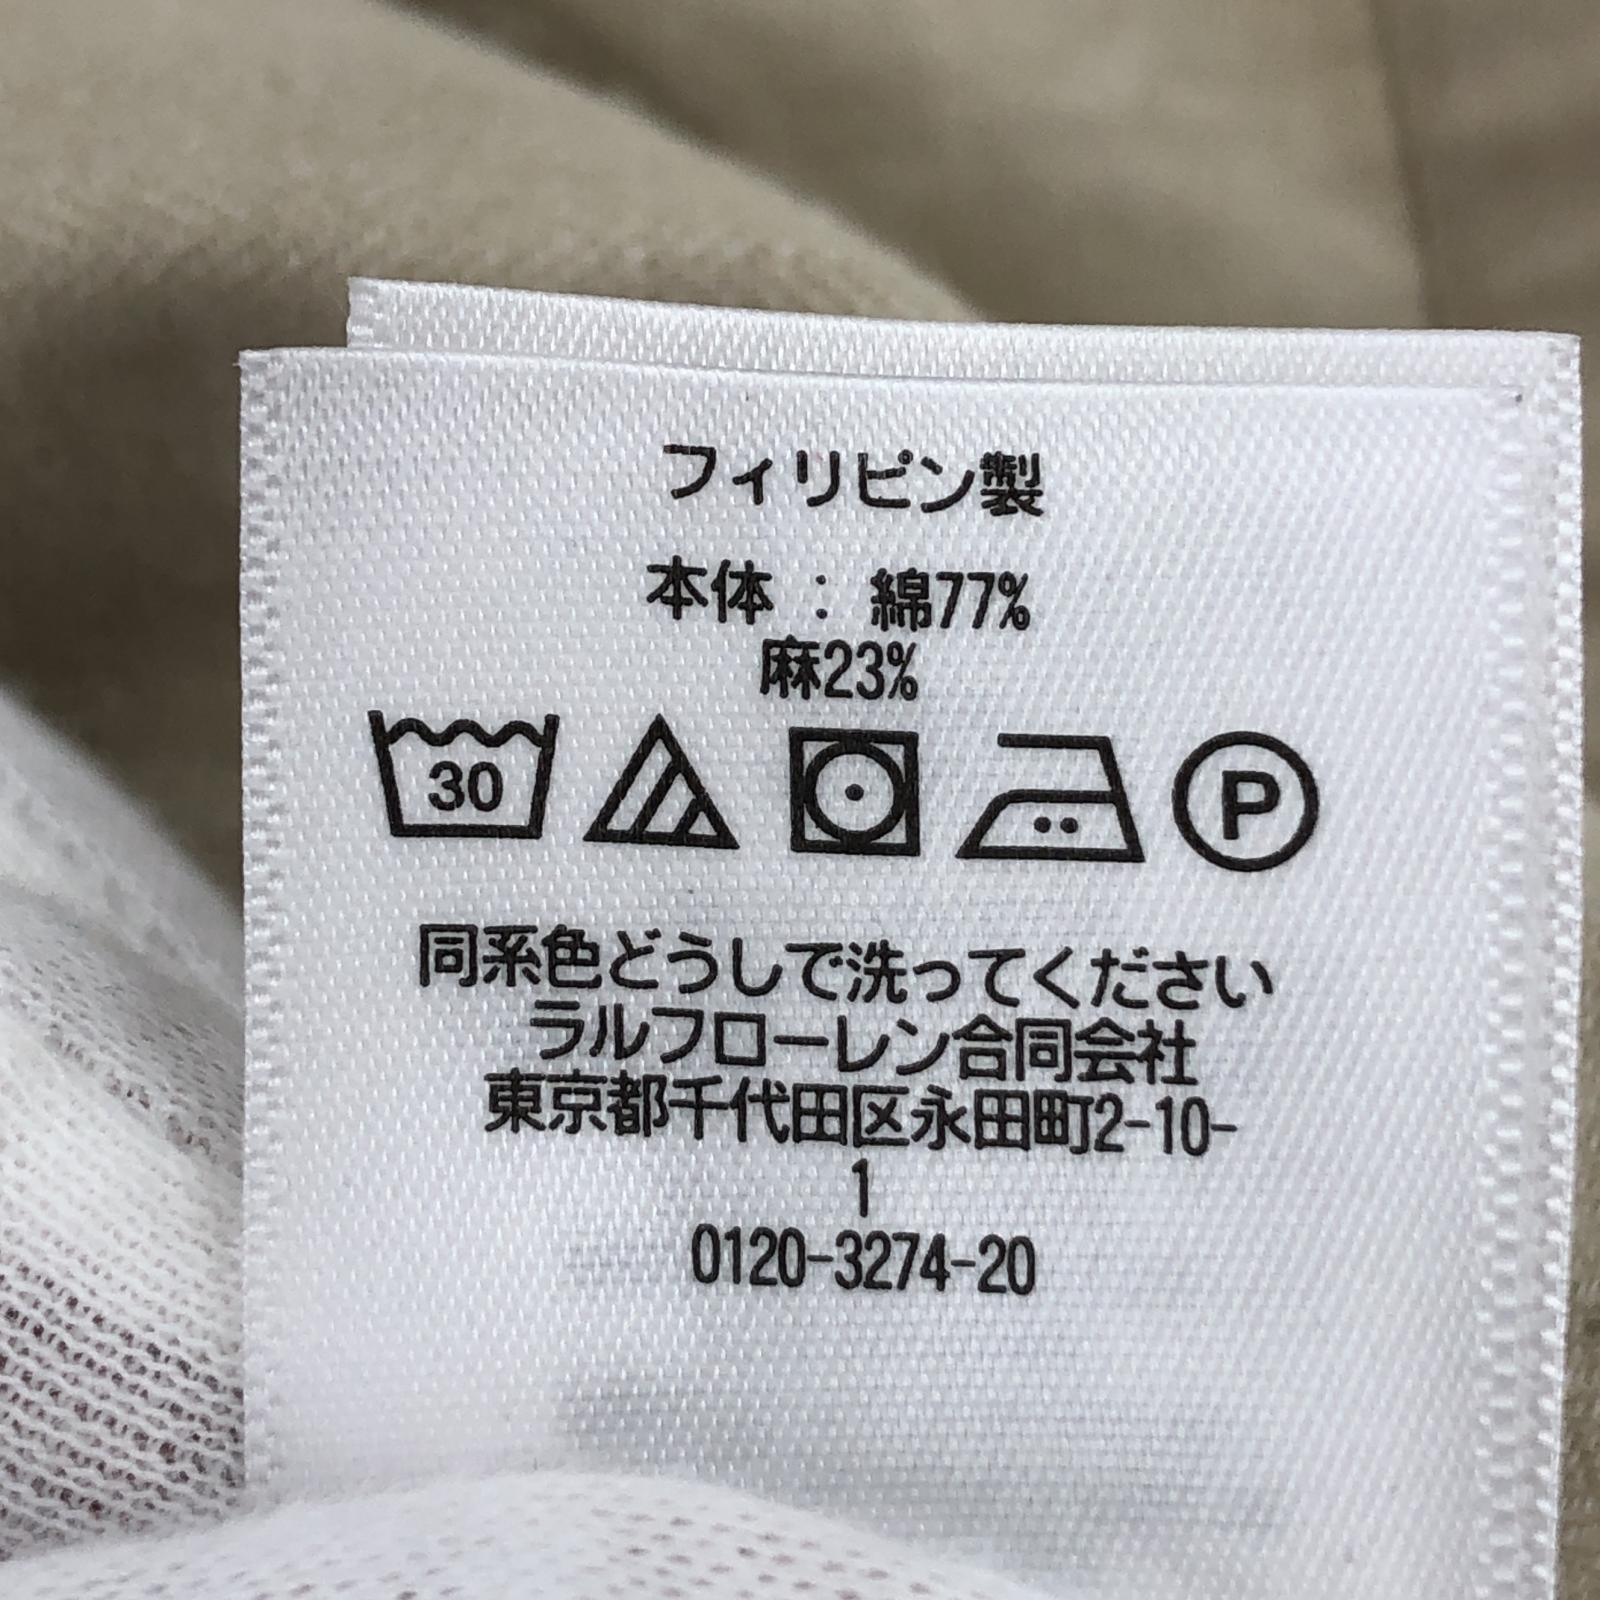 フィリピン製
本体 : 綿77%
麻23%
30 P
同系色どうしで洗ってください
ラルフローレン合同会社
東京都千代田区永田町2-10-
1
0120-3274-20